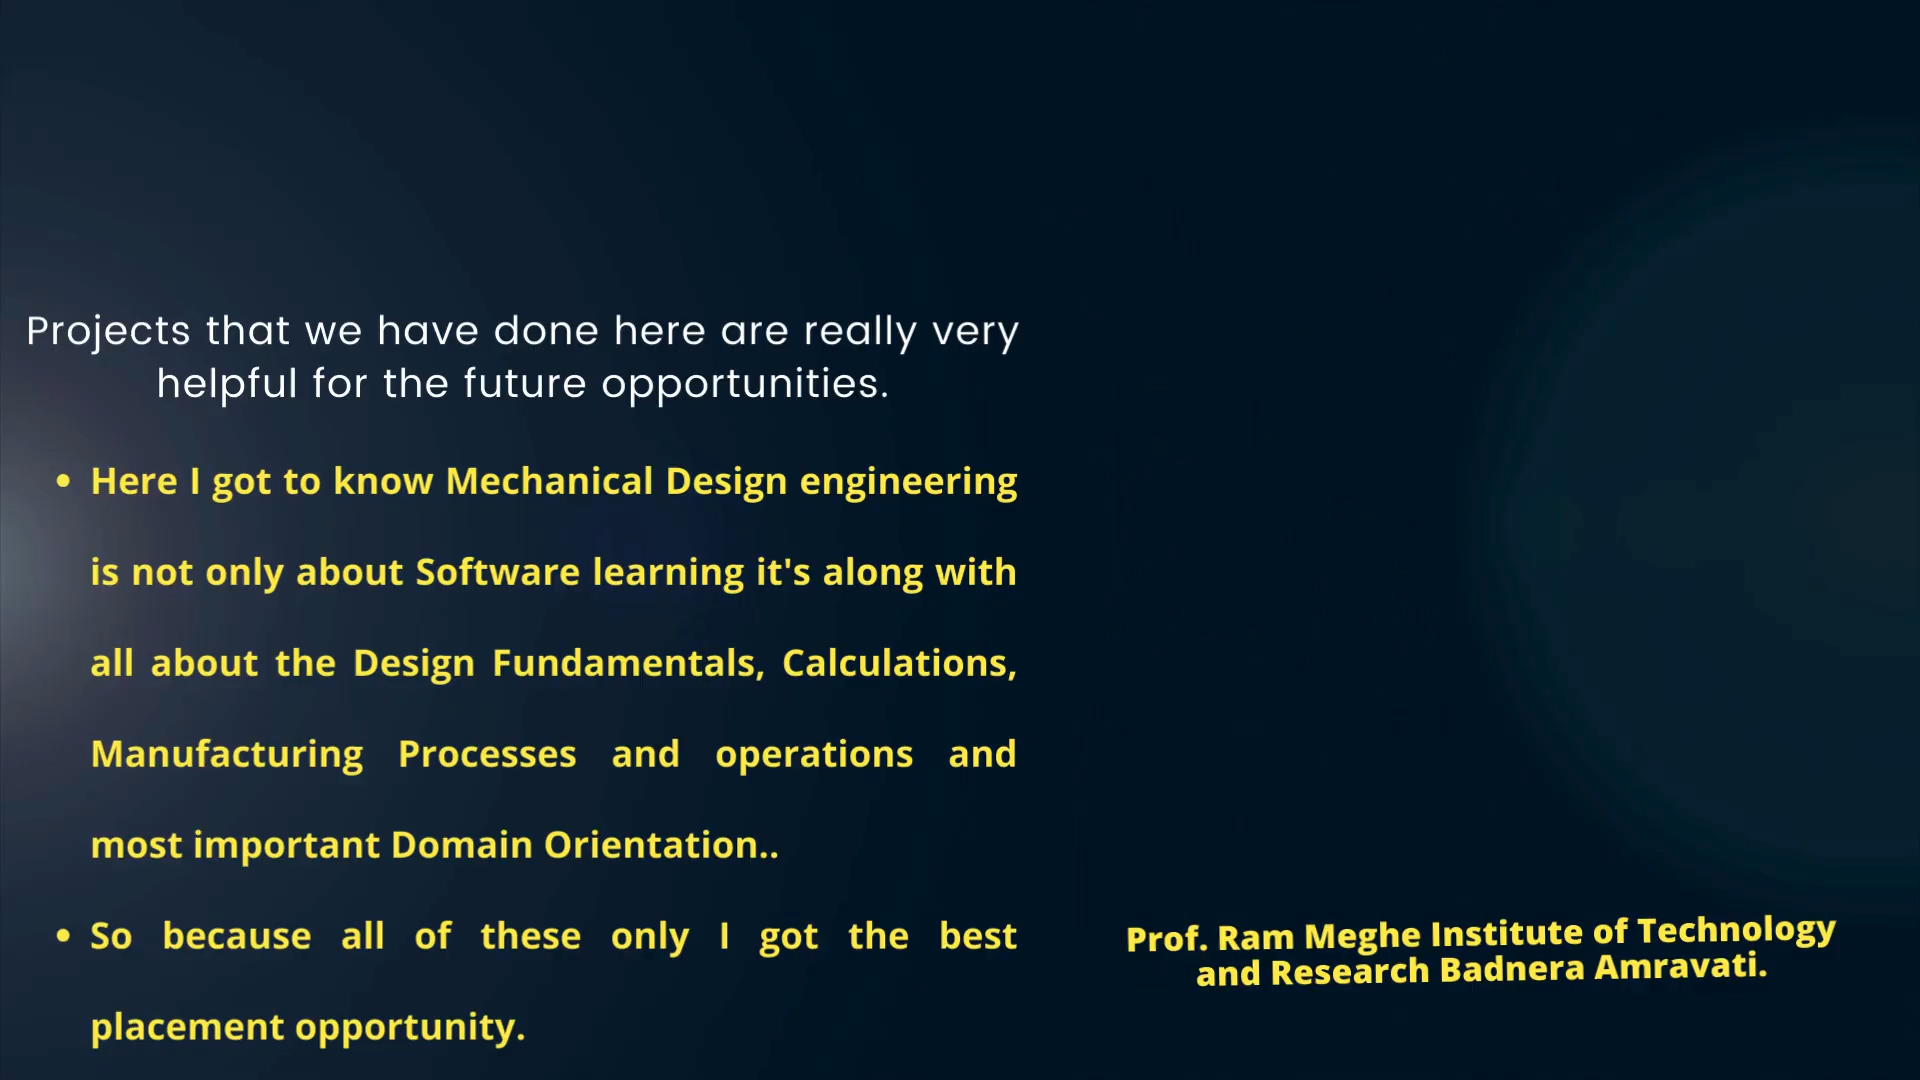 Projects that we have done here are really very
helpful for the future opportunities.
• Here I got to know Mechanical Design engineering
is not only about Software learning it's along with
all about the Design Fundamentals, Calculations,
Manufacturing Processes and operations and
most important Domain Orientation..
• So because all of these only I got the best
placement opportunity.
Prof. Ram Meghe Institute of Technology
and Research Badnera Amravati.